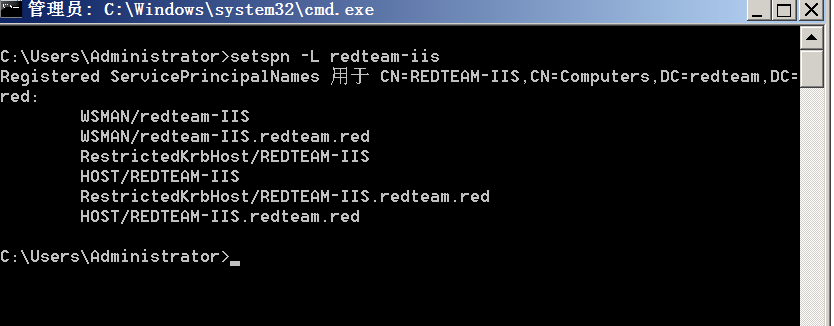 管理员: C:\Windows\system32\cmd.exe
C:\Users\Administrator>setspn -L redteam-iis
Registered ServicePrincipalNames 用于 CN=REDTEAM-IIS,CN=Computers,DC=redteam,DC=
red:
WSMAN/redteam-IIS
WSMAN/redteam-IIS.redteam.red
RestrictedKrbHost/REDTEAM-IIS
HOST/REDTEAM-IIS
RestrictedKrbHost/REDTEAM-IIS.redteam.red
HOST/REDTEAM-IIS.redteam.red
C:\Users\Administrator>